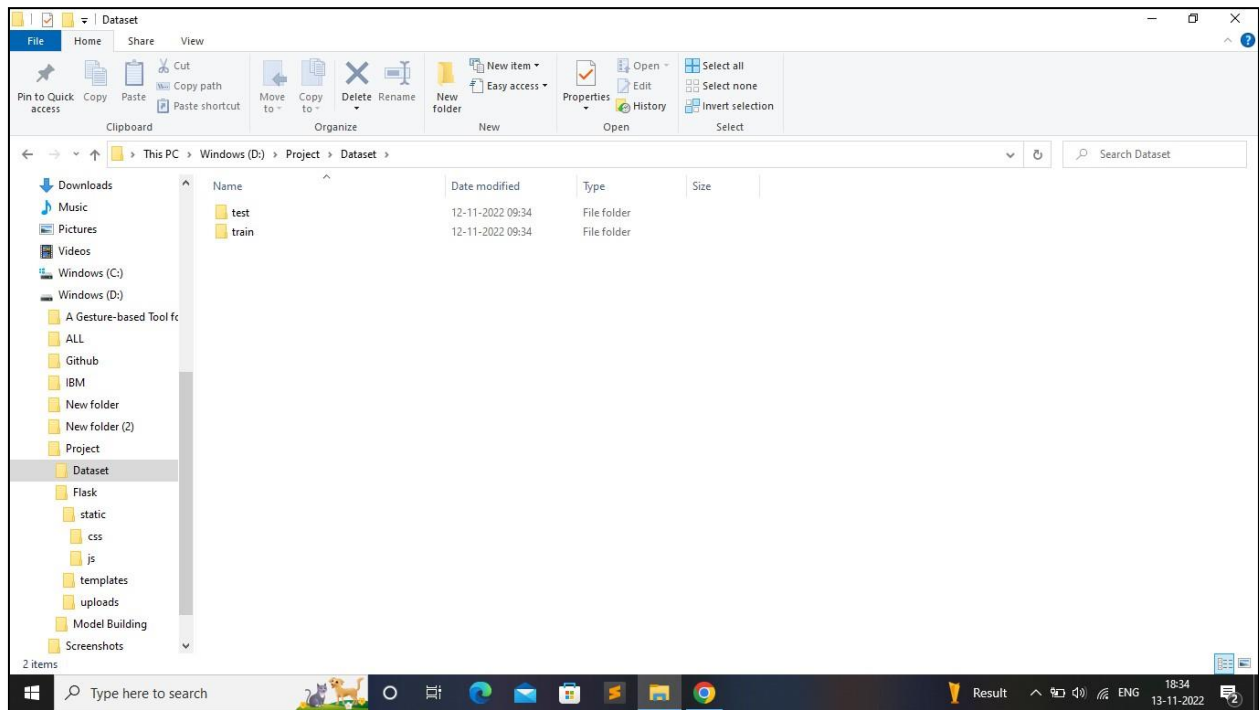 Dataset
File Home Share View
Pin to Quick access
Copy
Paste
Cut
Copy path
Paste shortcut
Clipboard
Move to
Copy to
Delete
Rename
Organize
New folder
New item
Easy access
New
Properties
Open
Edit
History
Open
Select all
Select none
Invert selection
Select
This PC > Windows (D:) > Project > Dataset >
Search Dataset
Downloads
Music
Pictures
Videos
Windows (C:)
Windows (D:)
A Gesture-based Tool fo
ALL
Github
IBM
New folder
New folder (2)
Project
Dataset
Flask
static
css
js
templates
uploads
Model Building
Screenshots
Name Date modified Type Size
test 12-11-2022 09:34 File folder
train 12-11-2022 09:34 File folder
2 items
Type here to search
Result
ENG
18:34
13-11-2022
2